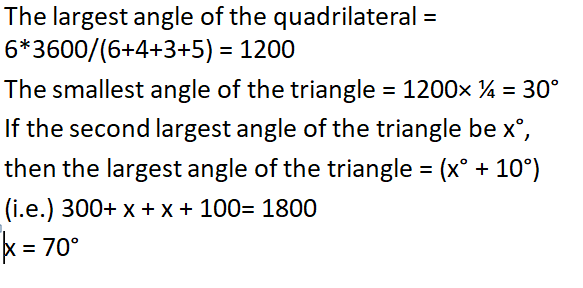 The largest angle of the quadrilateral =
6*3600/(6+4+3+5) = 1200
The smallest angle of the triangle = 1200× ¼ = 30°
If the second largest angle of the triangle be x°,
then the largest angle of the triangle = (x° + 10°)
(i.e.) 300+ x + x + 100= 1800
x = 70°